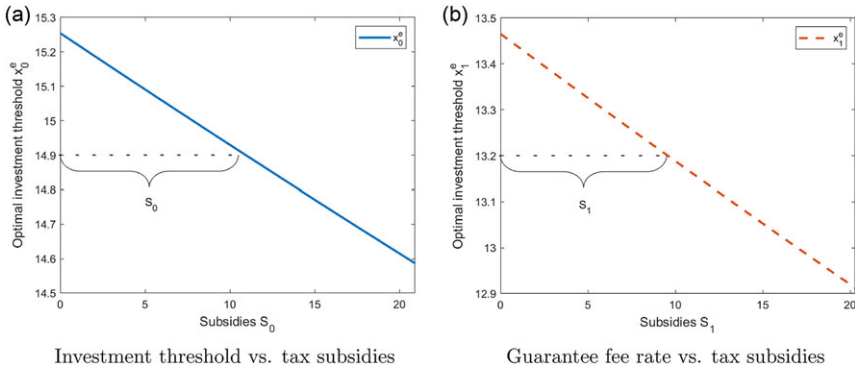 (a)
15.3
15.2
15.1
15
14.9
14.8
14.7
14.6
14.5
Optimal investment threshold x_0^e
x_0^e
S_0
0 5 10 15 20
Subsidies S_0
Investment threshold vs. tax subsidies
(b)
13.5
13.4
13.3
13.2
13.1
13
12.9
Optimal investment threshold x_1^e
x_1^e
S_1
0 5 10 15 20
Subsidies S_1
Guarantee fee rate vs. tax subsidies